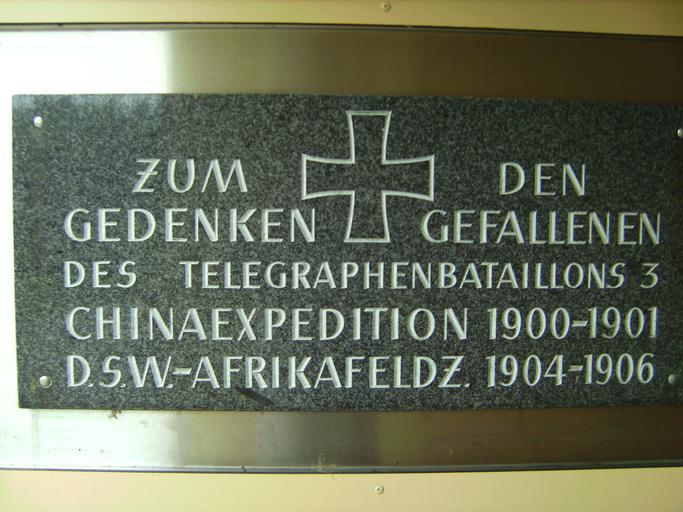 ZUM DEN
GEDENKEN GEFALLENEN
DES TELEGRAPHENBATAILLONS 3
CHINAEXPEDITION 1900-1901
D.S.W.-AFRIKAFELDZ. 1904-1906